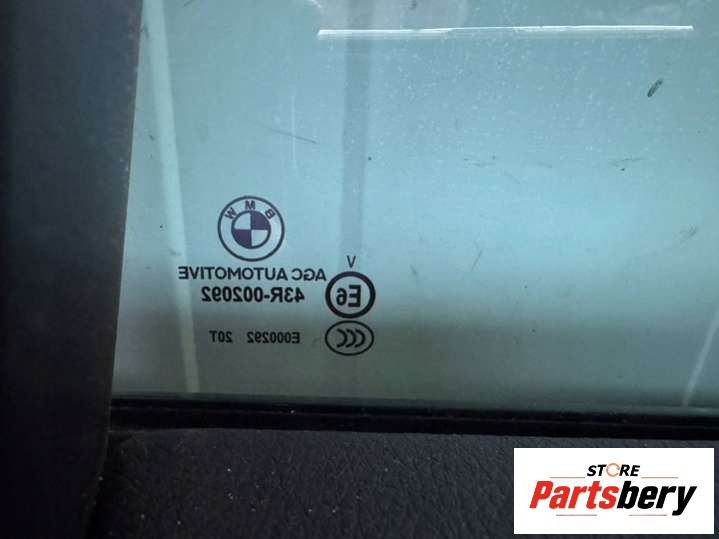 BMW
V
AGC AUTOMOTIVE
43R-002092
E6
E000292 20T
CCC
STORE
Partsbery